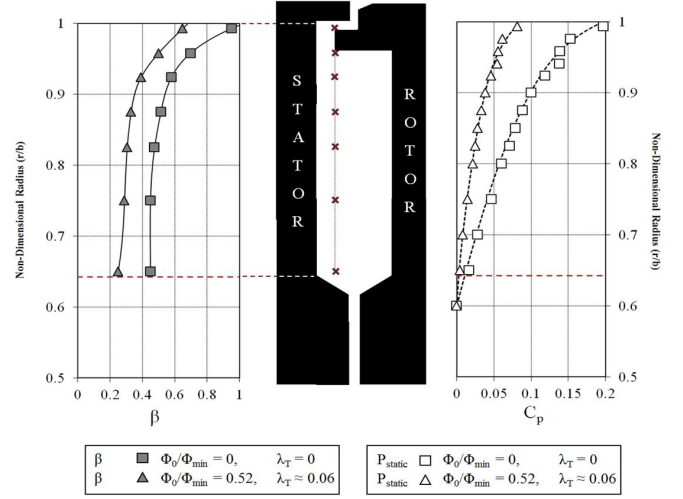 1
0.9
0.8
0.7
0.6
0.5
0
0.2
0.4
0.6
0.8
1
Non-Dimensional Radius (r/b)
β
STATOR
ROTOR
1
0.9
0.8
0.7
0.6
0.5
0
0.05
0.1
0.15
0.2
Non-Dimensional Radius (r/b)
Cp
β Φ0/Φmin = 0, λT = 0
β Φ0/Φmin = 0.52, λT ≈ 0.06
Pstatic Φ0/Φmin = 0, λT = 0
Pstatic Φ0/Φmin = 0.52, λT ≈ 0.06